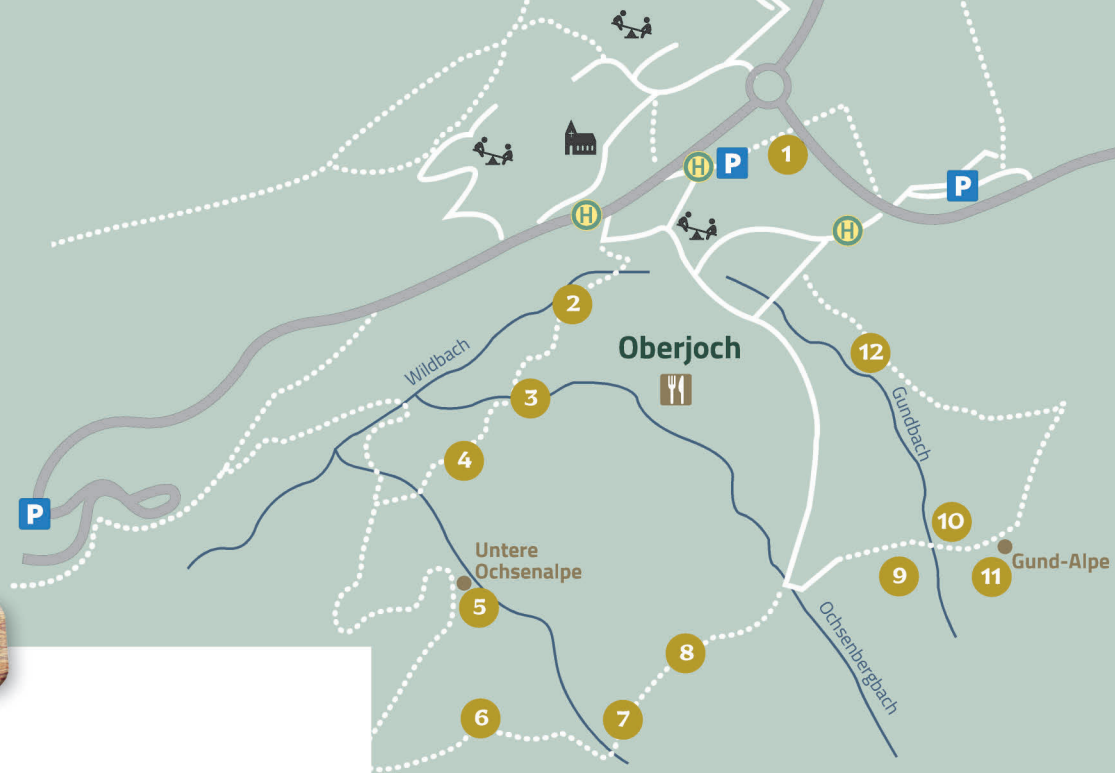 H
P
1
P
H
H
2
Oberjoch
12
Wildbach
3
Gundbach
4
P
10
Untere
Ochsenalpe
Gund-Alpe
9
11
5
Ochsenbergbach
8
6
7